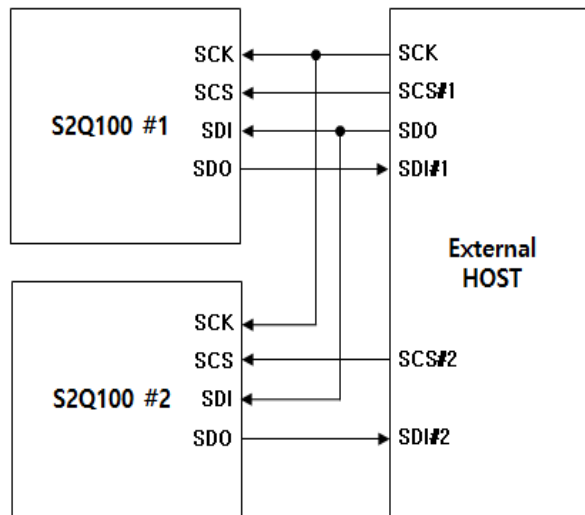 SCK
SCS
S2Q100 #1
SDI
SDO
SCK
SCS#1
SDO
SDI#1
External
HOST
SCK
SCS
S2Q100 #2
SDI
SDO
SCS#2
SDI#2